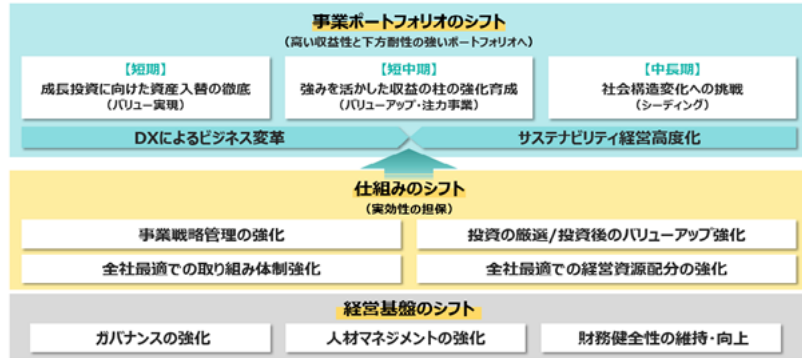 事業ポートフォリオのシフト
（高い収益性と下方耐性の強いポートフォリオへ）
【短期】
成長投資に向けた資産入替の徹底
（バリュー実現）
【短中期】
強みを活かした収益の柱の強化育成
（バリューアップ・注力事業）
【中長期】
社会構造変化への挑戦
（シーディング）
DXによるビジネス変革
サステナビリティ経営高度化
仕組みのシフト
（実効性の担保）
事業戦略管理の強化
投資の厳選/投資後のバリューアップ強化
全社最適での取り組み体制強化
全社最適での経営資源配分の強化
経営基盤のシフト
ガバナンスの強化
人材マネジメントの強化
財務健全性の維持・向上